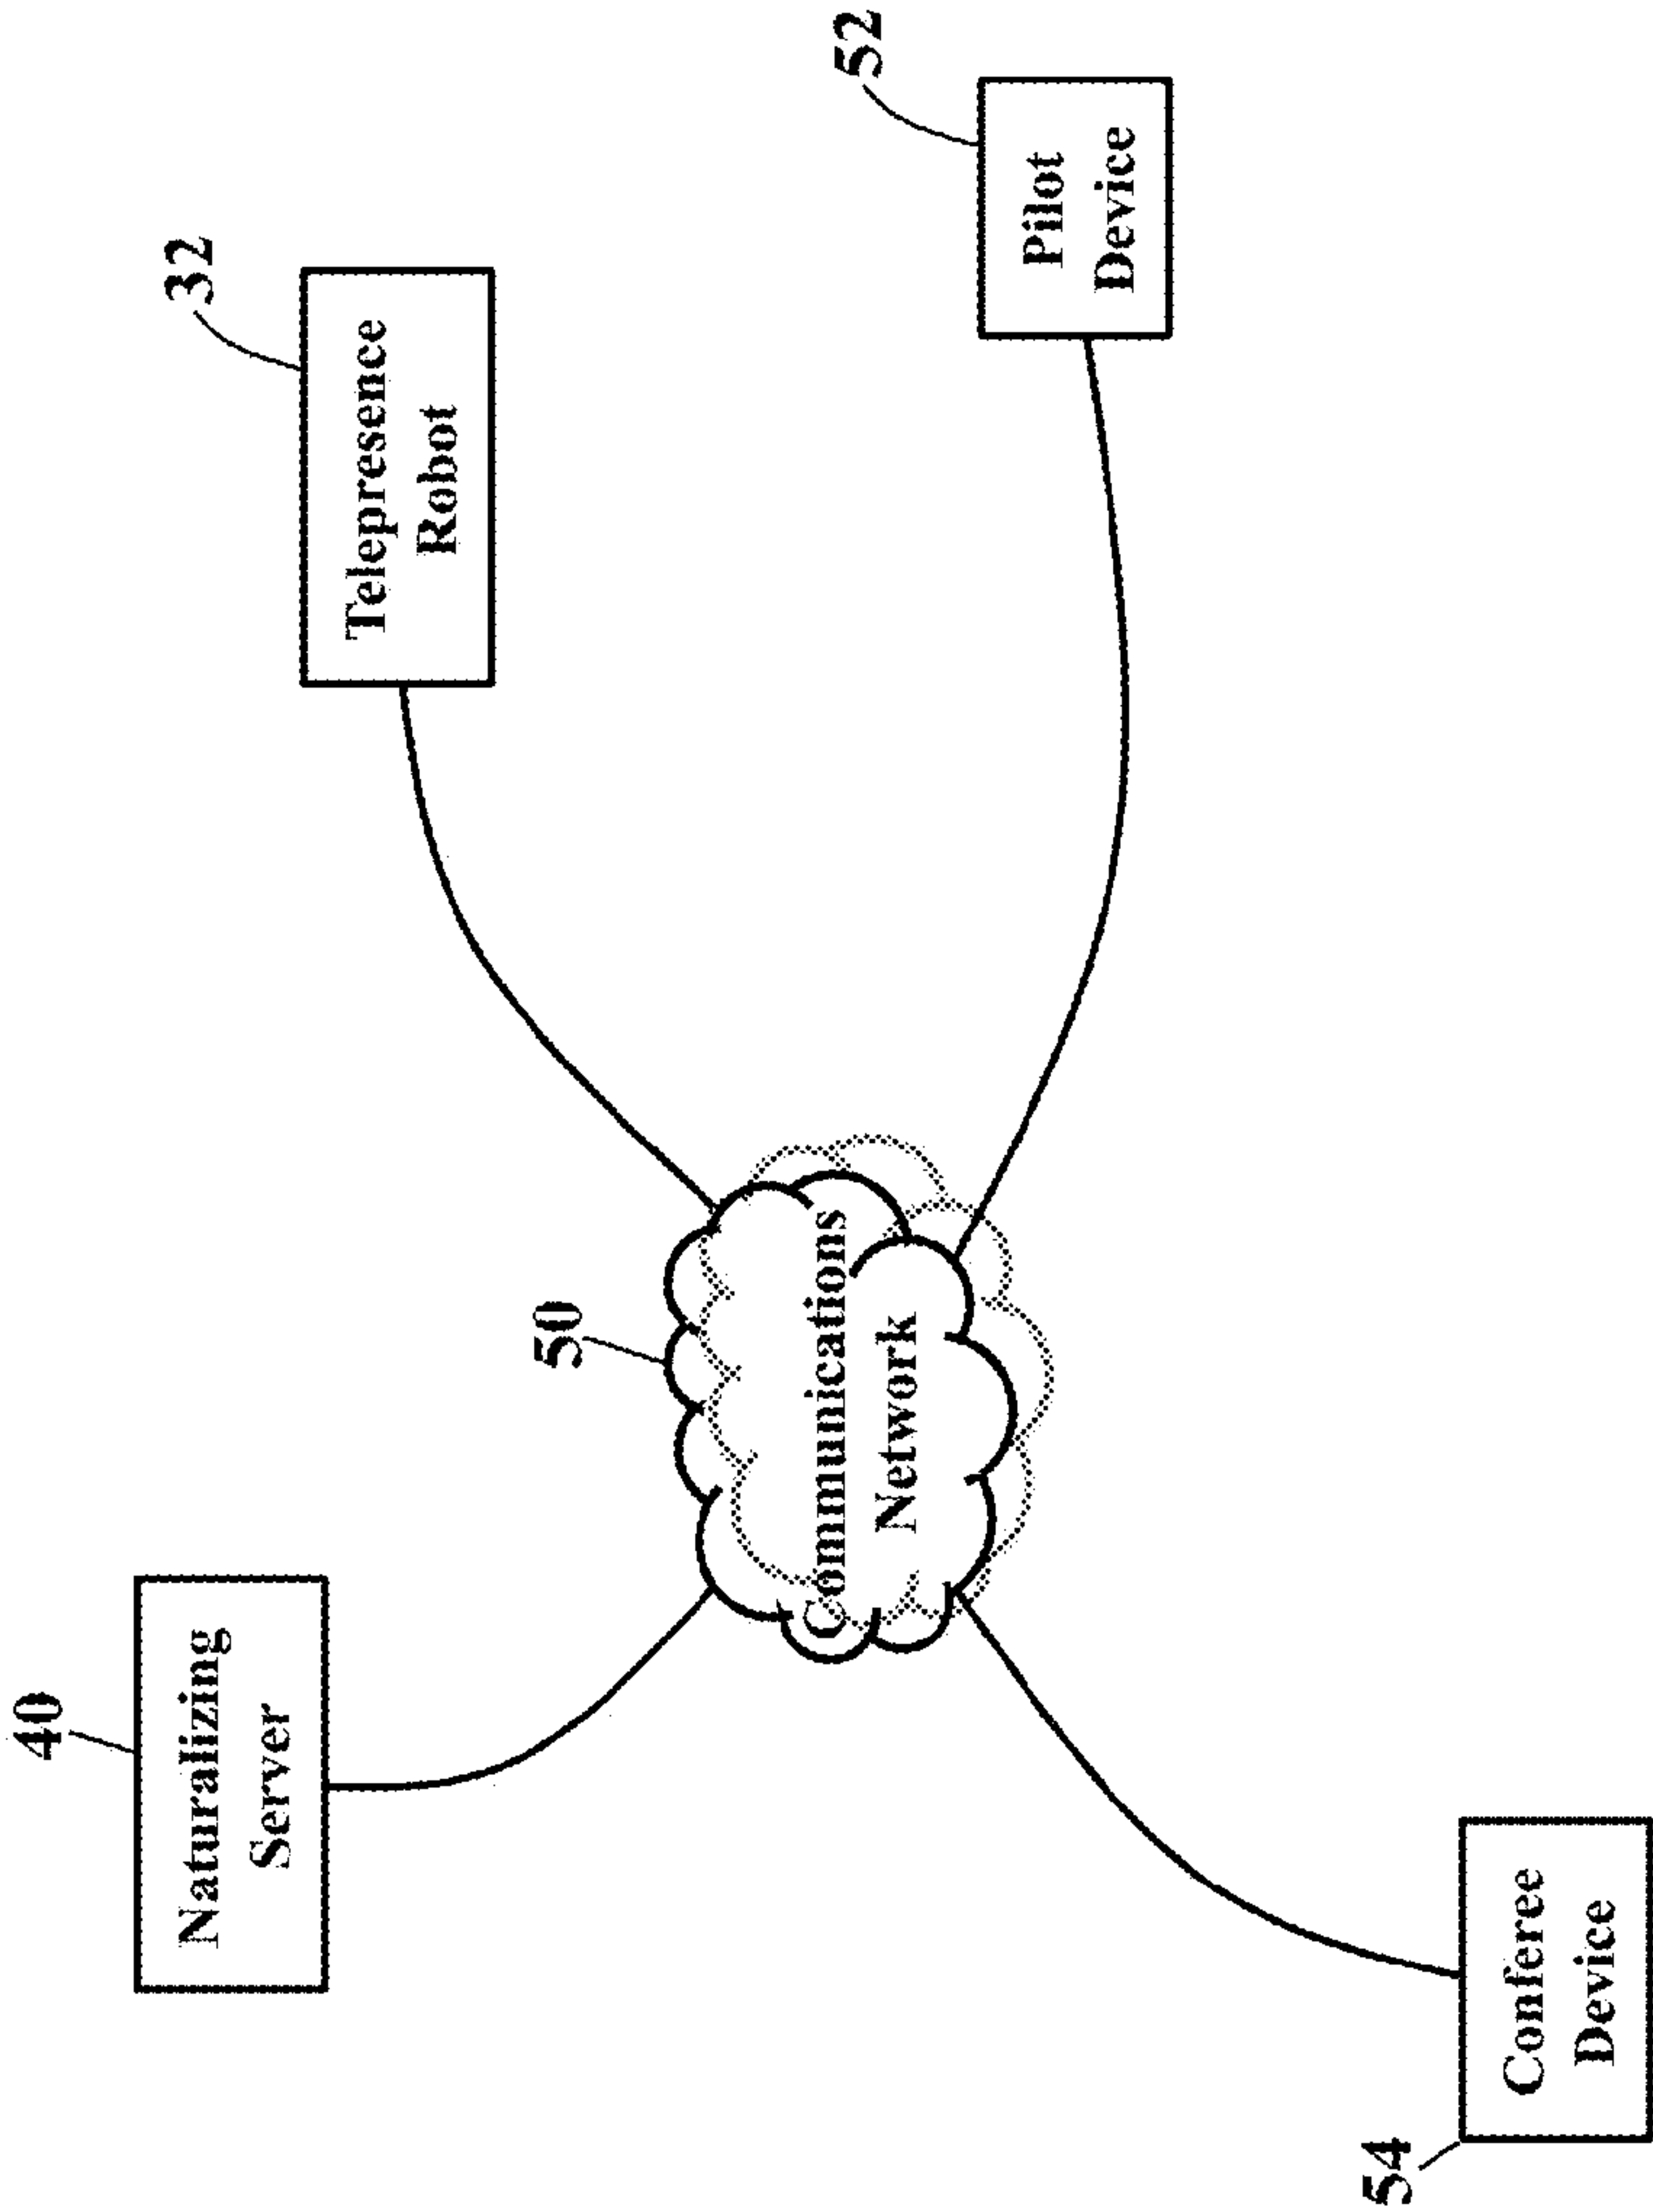 40
Naturalizing
Server
32
Telepresence
Robot
50
Communications
Network
52
Pilot
Device
54
Conferee
Device